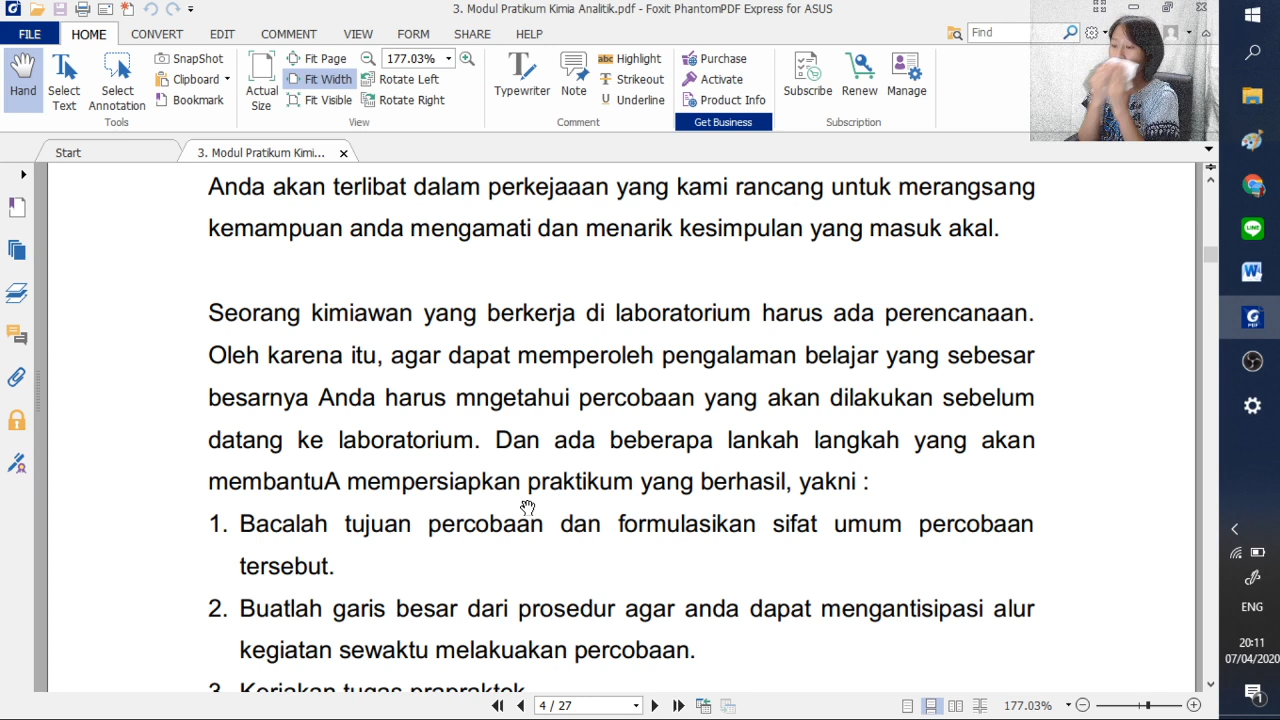 3. Modul Pratikum Kimia Analitik.pdf - Foxit PhantomPDF Express for ASUS
FILE HOME CONVERT EDIT COMMENT VIEW FORM SHARE HELP Find
Hand
Select Text
Select Annotation
SnapShot
Clipboard
Bookmark
Tools
Actual Size
Fit Page
Fit Width
Fit Visible
177.03%
Rotate Left
Rotate Right
View
Typewriter
Note
Highlight
Strikeout
Underline
Comment
Purchase
Activate
Product Info
Get Business
Subscribe
Renew
Manage
Subscription
Start
3. Modul Pratikum Kimi...
Anda akan terlibat dalam perkejaaan yang kami rancang untuk merangsang
kemampuan anda mengamati dan menarik kesimpulan yang masuk akal.
Seorang kimiawan yang berkerja di laboratorium harus ada perencanaan.
Oleh karena itu, agar dapat memperoleh pengalaman belajar yang sebesar
besarnya Anda harus mngetahui percobaan yang akan dilakukan sebelum
datang ke laboratorium. Dan ada beberapa lankah langkah yang akan
membantuA mempersiapkan praktikum yang berhasil, yakni :
1. Bacalah tujuan percobaan dan formulasikan sifat umum percobaan
tersebut.
2. Buatlah garis besar dari prosedur agar anda dapat mengantisipasi alur
kegiatan sewaktu melakuakan percobaan.
3. Kerjakan tugas prapraktek
4 / 27
177.03%
LINE
PDF
ENG
20:11
07/04/2020
1